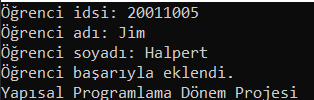 Öğrenci idsi: 20011005
Öğrenci adı: Jim
Öğrenci soyadı: Halpert
Öğrenci başarıyla eklendi.
Yapısal Programlama Dönem Projesi